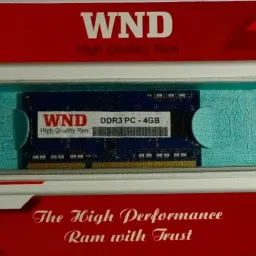 WND
High Quality Ram
WND
High Quality Ram
DDR3 PC - 4GB
The High Performance
Ram with Trust